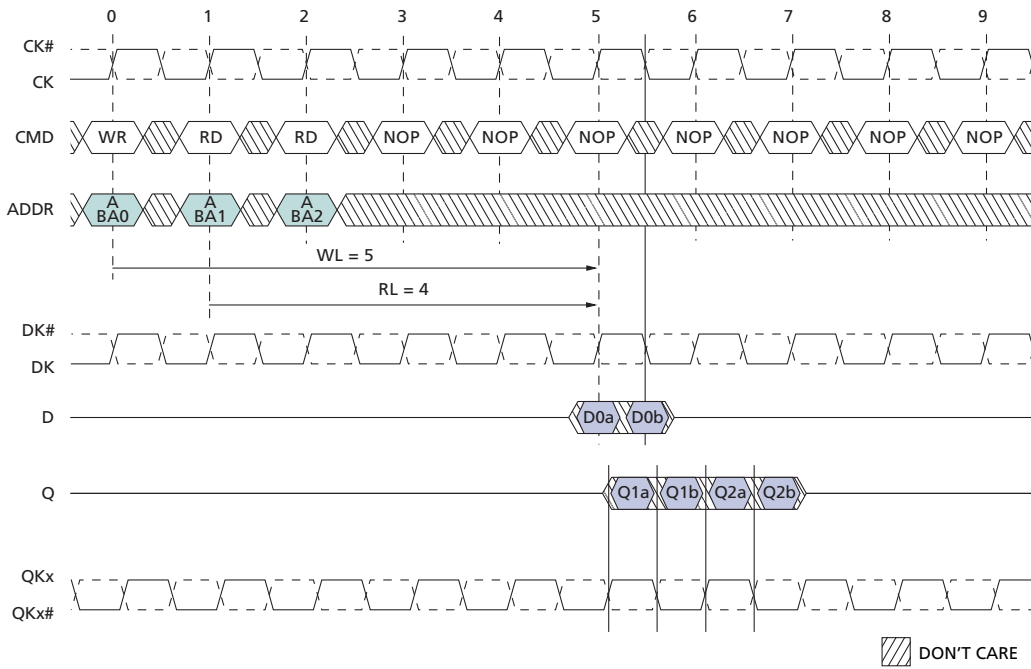 0 1 2 3 4 5 6 7 8 9
CK#
CK
CMD WR RD RD NOP NOP NOP NOP NOP NOP NOP
ADDR A BA0 A BA1 A BA2
WL = 5
RL = 4
DK#
DK
D D0a D0b
Q Q1a Q1b Q2a Q2b
QKx
QKx#
DON'T CARE